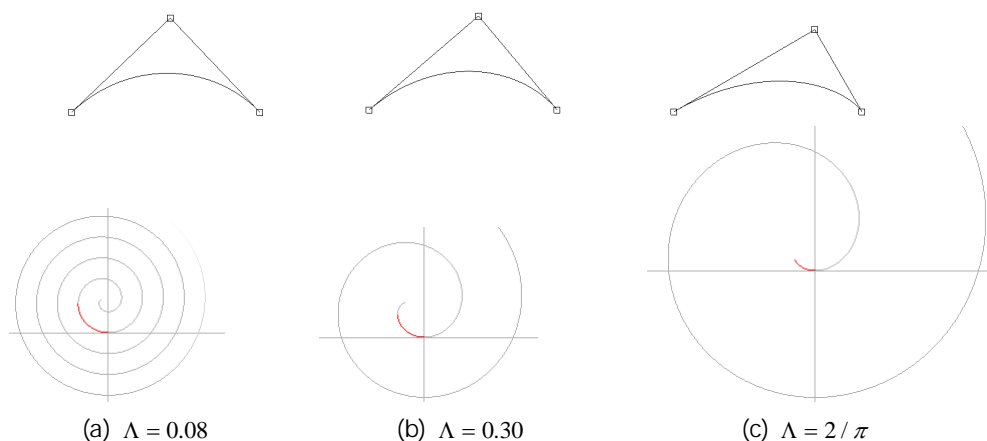 (a) Λ = 0.08 (b) Λ = 0.30 (c) Λ = 2 / π